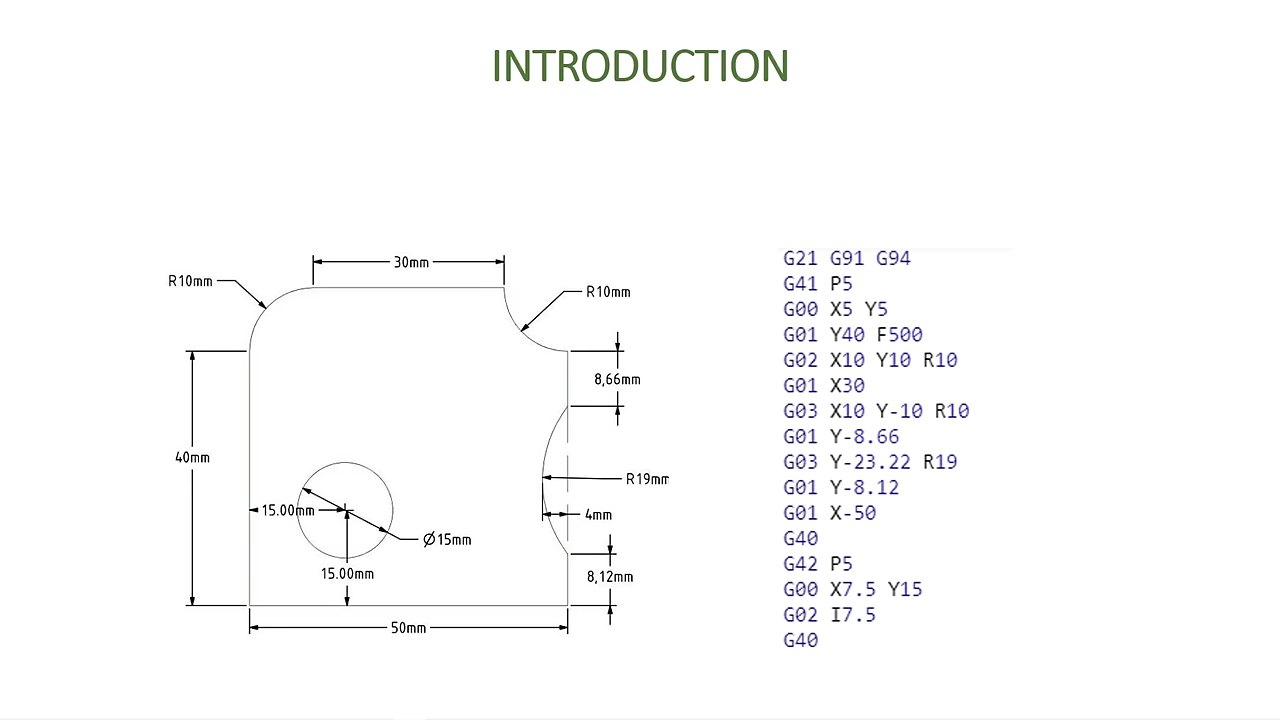 INTRODUCTION
30mm
R10mm
R10mm
8,66mm
40mm
R19mm
15.00mm
4mm
Ø15mm
15.00mm
8,12mm
50mm
G21 G91 G94
G41 P5
G00 X5 Y5
G01 Y40 F500
G02 X10 Y10 R10
G01 X30
G03 X10 Y-10 R10
G01 Y-8.66
G03 Y-23.22 R19
G01 Y-8.12
G01 X-50
G40
G42 P5
G00 X7.5 Y15
G02 I7.5
G40